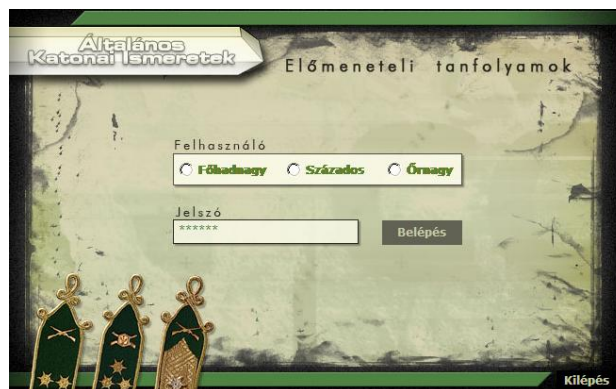 Általános
Katonai Ismeretek
Előmeneteli tanfolyamok
Felhasználó
Főhadnagy Százados Őrnagy
Jelszó
******
Belépés
Kilépés